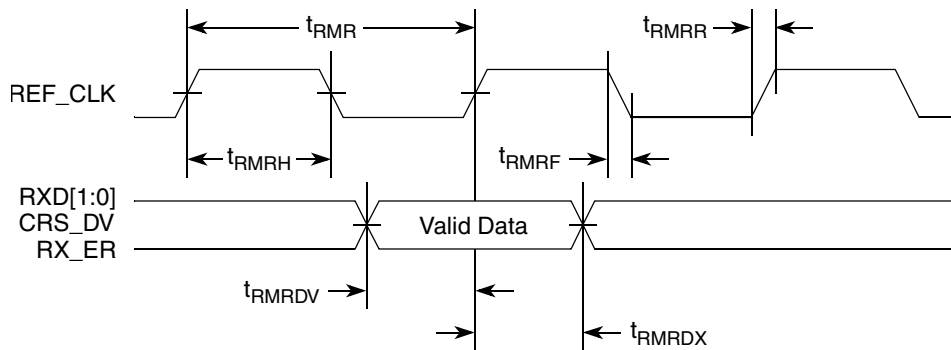 tRMR
tRMRR
REF_CLK
tRMRH
tRMRF
RXD[1:0]
CRS_DV
Valid Data
RX_ER
tRMRDV
tRMRDX